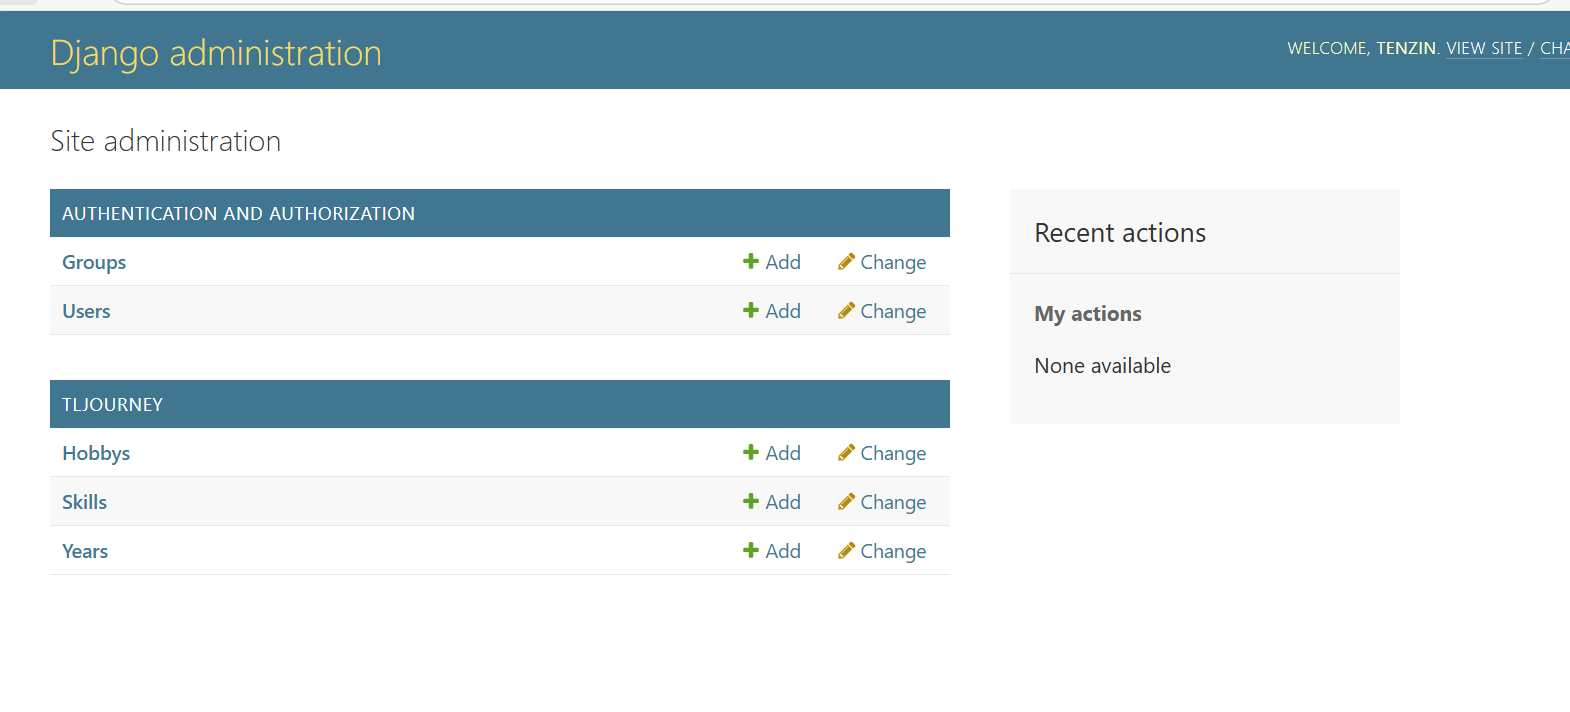 Django administration
WELCOME, TENZIN. VIEW SITE / CHA
Site administration
AUTHENTICATION AND AUTHORIZATION
Groups Add Change
Users Add Change
TLJOURNEY
Hobbys Add Change
Skills Add Change
Years Add Change
Recent actions
My actions
None available